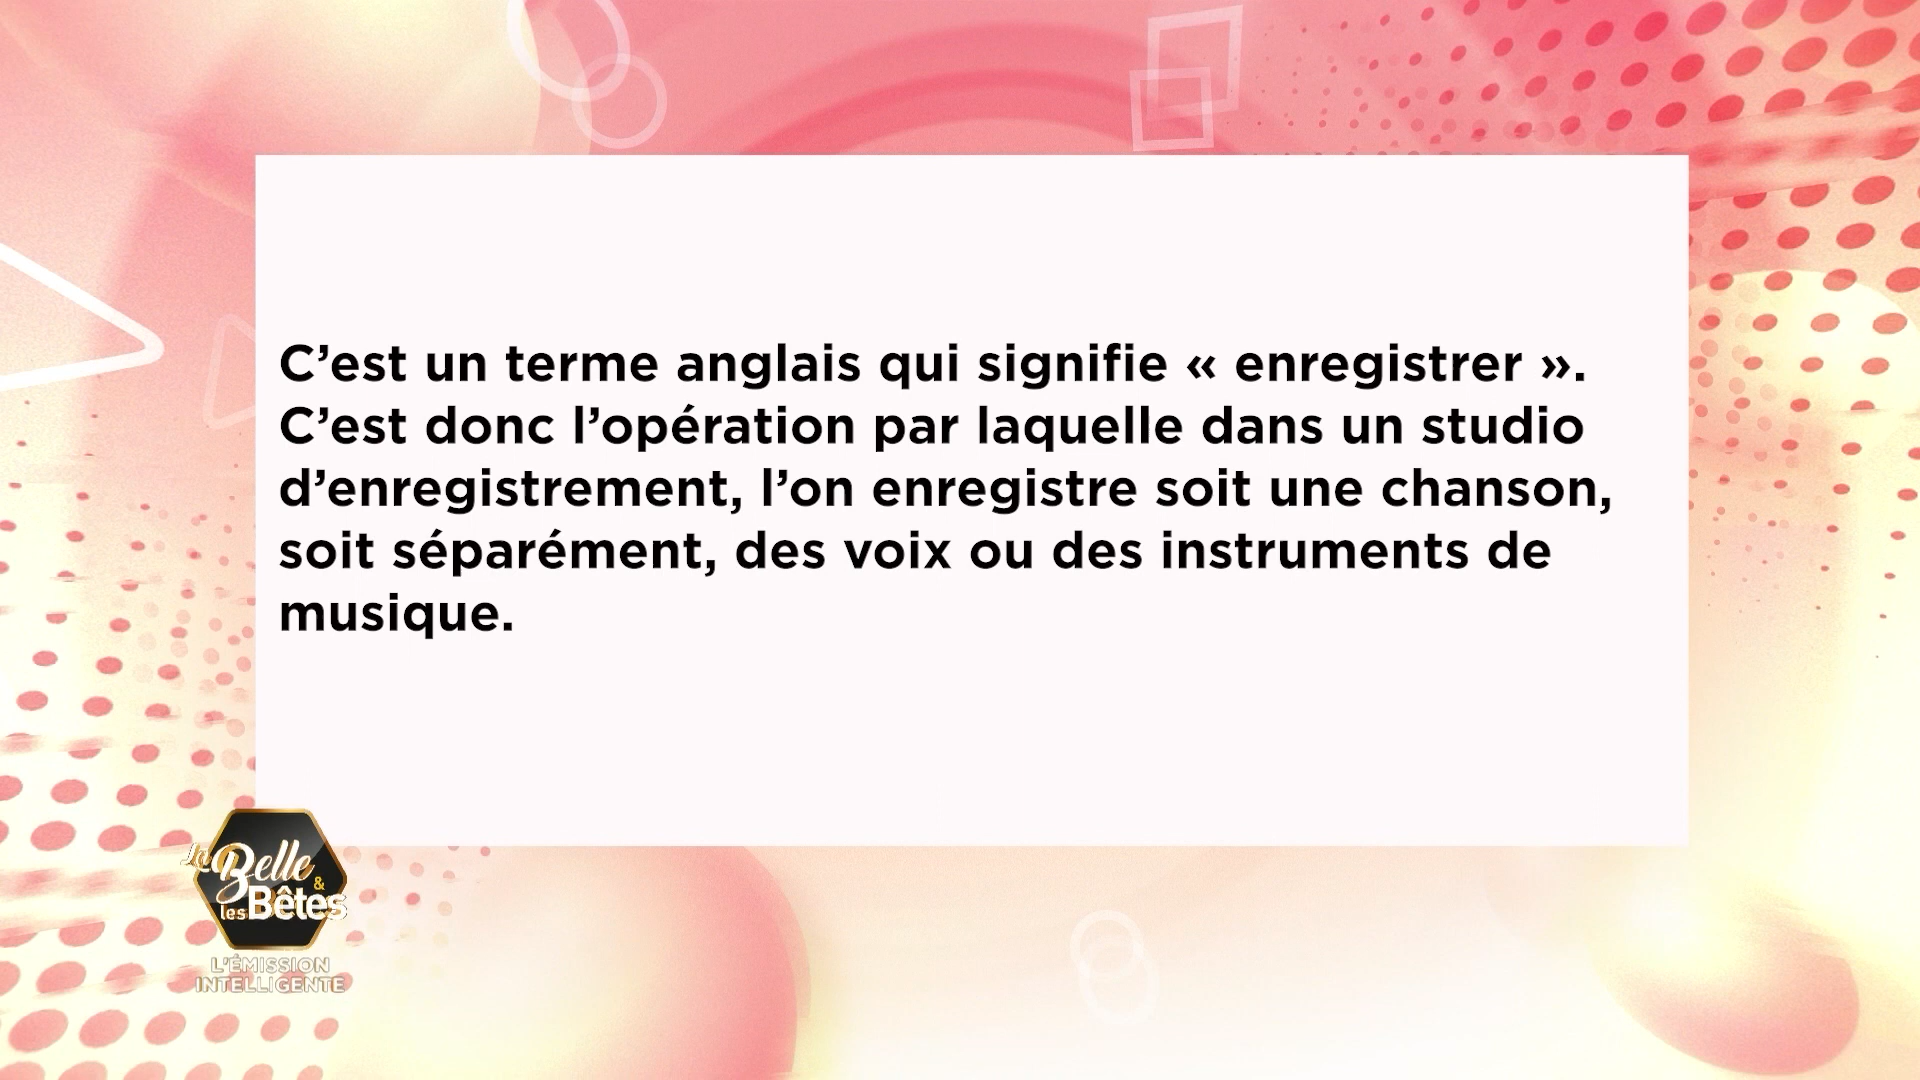 C’est un terme anglais qui signifie « enregistrer ».
C’est donc l’opération par laquelle dans un studio
d’enregistrement, l’on enregistre soit une chanson,
soit séparément, des voix ou des instruments de
musique.
La Belle
&
les Bêtes
L'ÉMISSION
INTELLIGENTE